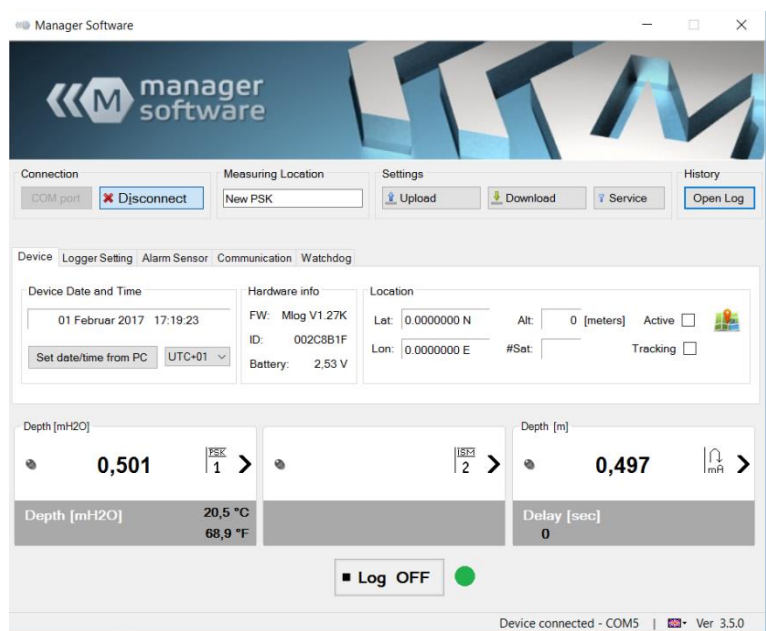 Manager Software
manager
software
Connection
Measuring Location
Settings
History
COM port
Disconnect
New PSK
Upload
Download
Service
Open Log
Device Logger Setting Alarm Sensor Communication Watchdog
Device Date and Time
Hardware info
Location
01 Februar 2017 17:19:23
FW: Mlog V1.27K
Lat: 0.0000000 N
Alt: 0 [meters]
Active
Set date/time from PC
UTC+01
ID: 002C8B1F
Lon: 0.0000000 E
#Sat:
Tracking
Battery: 2,53 V
Depth [mH2O]
Depth [m]
0,501
PSK
1
ISM
2
0,497
mA
Depth [mH2O]
20,5 °C
68,9 °F
Delay [sec]
0
Log OFF
Device connected - COM5 | Ver 3.5.0